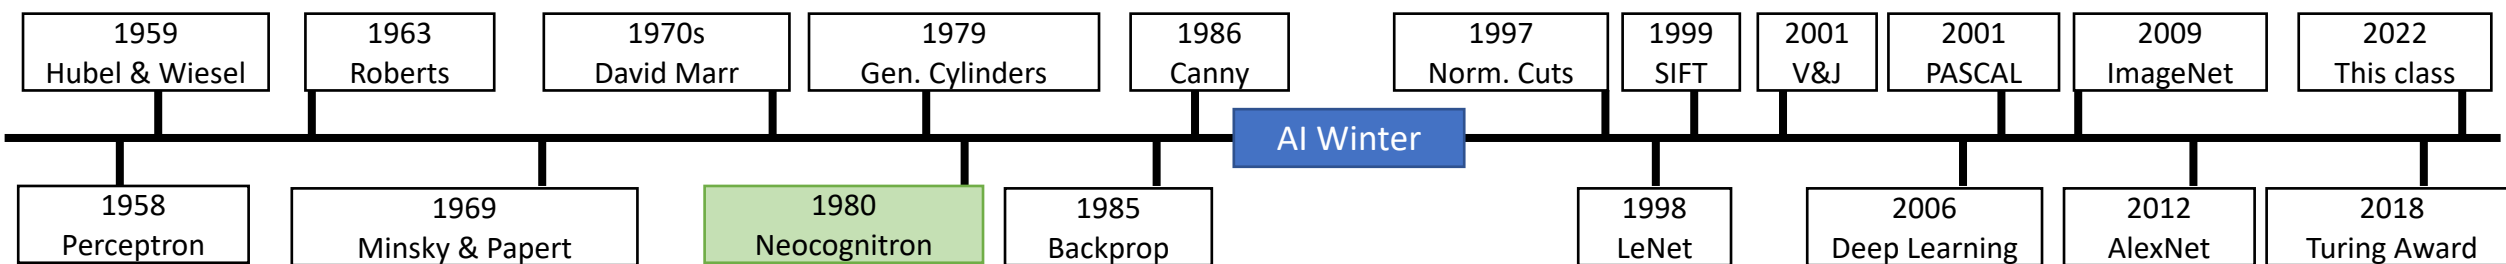 1959
Hubel & Wiesel
1963
Roberts
1970s
David Marr
1979
Gen. Cylinders
1986
Canny
1997
Norm. Cuts
1999
SIFT
2001
V&J
2001
PASCAL
2009
ImageNet
2022
This class
AI Winter
1958
Perceptron
1969
Minsky & Papert
1980
Neocognitron
1985
Backprop
1998
LeNet
2006
Deep Learning
2012
AlexNet
2018
Turing Award